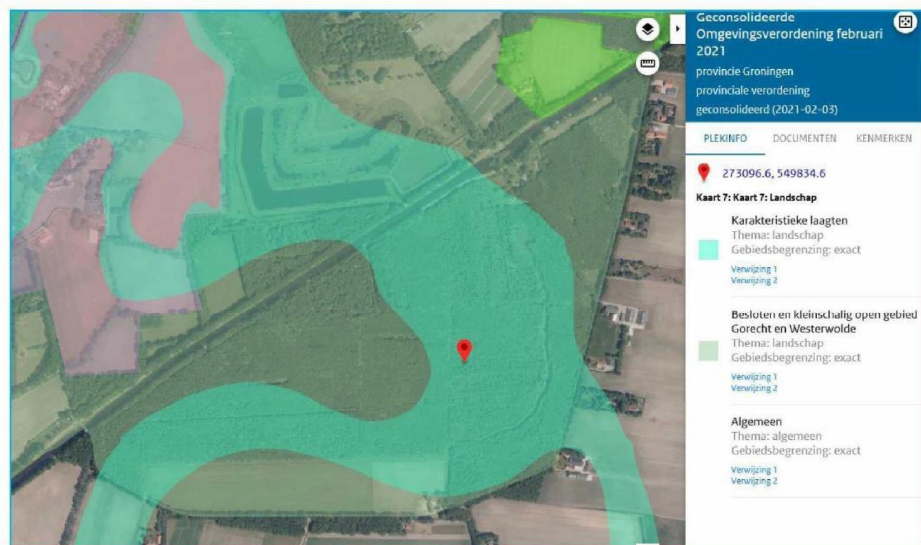 Geconsolideerde
Omgevingsverordening februari
2021
provincie Groningen
provinciale verordening
geconsolideerd (2021-02-03)
PLEKINFO DOCUMENTEN KENMERKEN
273096.6, 549834.6
Kaart 7: Kaart 7: Landschap
Karakteristieke laagten
Thema: landschap
Gebiedsbegrenzing: exact
Verwijzing 1
Verwijzing 2
Besloten en kleinschalig open gebied
Gorecht en Westerwolde
Thema: landschap
Gebiedsbegrenzing: exact
Verwijzing 1
Verwijzing 2
Algemeen
Thema: algemeen
Gebiedsbegrenzing: exact
Verwijzing 1
Verwijzing 2